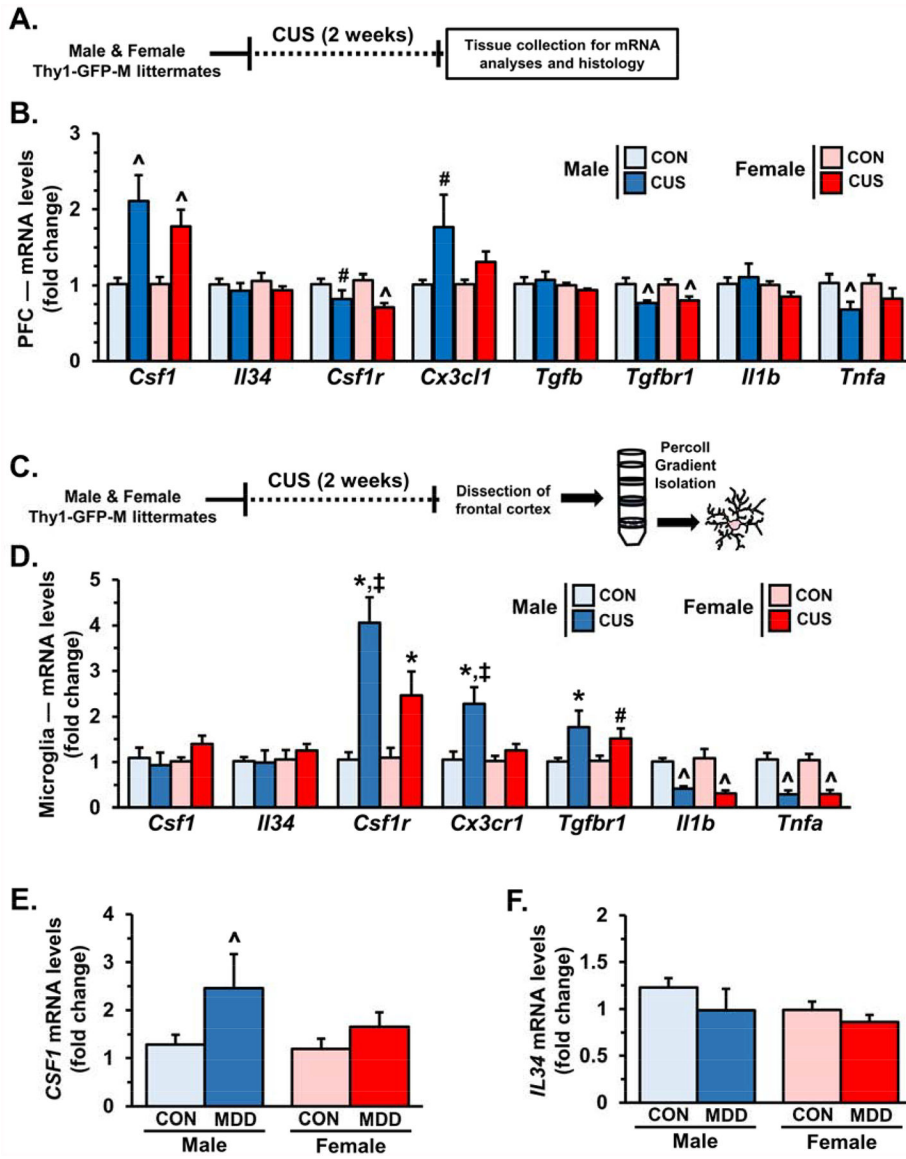 A.
CUS (2 weeks)
Male & Female
Thy1-GFP-M littermates
Tissue collection for mRNA
analyses and histology
B.
PFC — mRNA levels
(fold change)
3
2
1
0
^
^
#
^
#
^
^
^
Male
CON
CUS
Female
CON
CUS
Csf1
Il34
Csf1r
Cx3cl1
Tgfb
Tgfbr1
Il1b
Tnfa
C.
CUS (2 weeks)
Male & Female
Thy1-GFP-M littermates
Dissection of
frontal cortex
Percoll
Gradient
Isolation
D.
Microglia — mRNA levels
(fold change)
5
4
3
2
1
0
*,‡
*
*,‡
*
#
^
^
^
^
Male
CON
CUS
Female
CON
CUS
Csf1
Il34
Csf1r
Cx3cr1
Tgfbr1
Il1b
Tnfa
E.
CSF1 mRNA levels
(fold change)
4
3
2
1
0
^
CON
MDD
CON
MDD
Male
Female
F.
IL34 mRNA levels
(fold change)
2
1.5
1
0.5
0
CON
MDD
CON
MDD
Male
Female